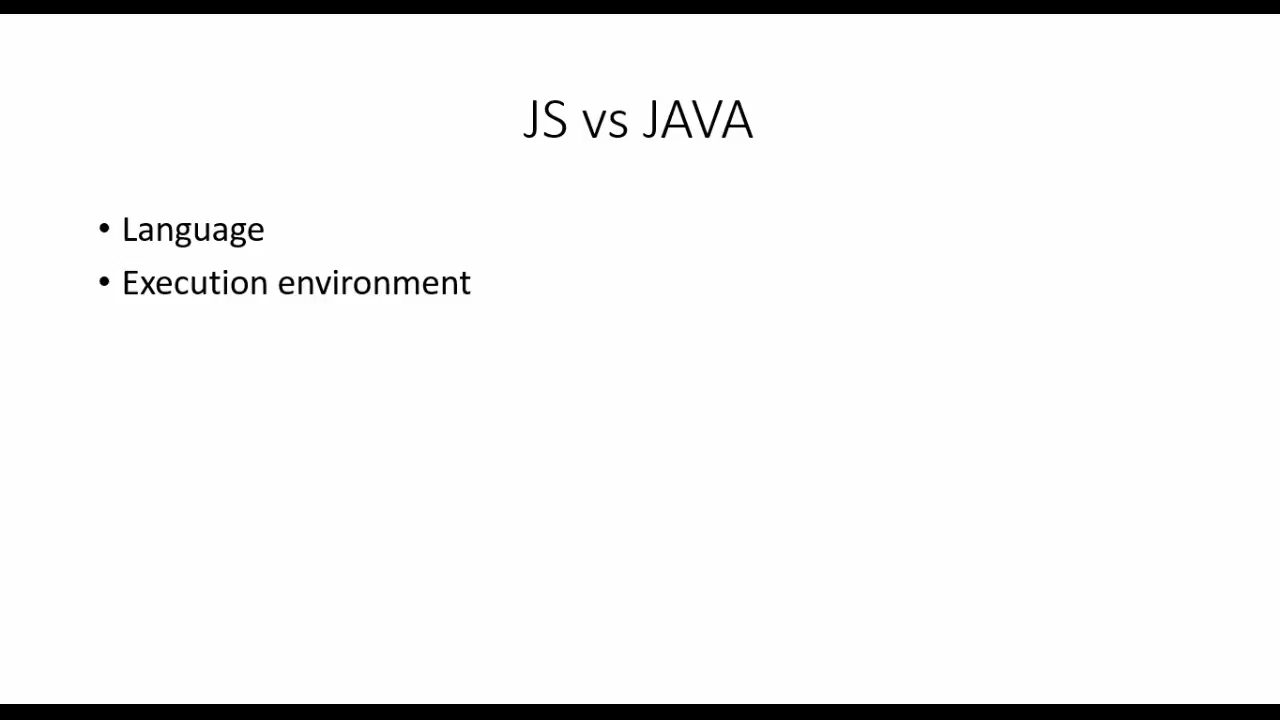 JS vs JAVA
• Language
• Execution environment